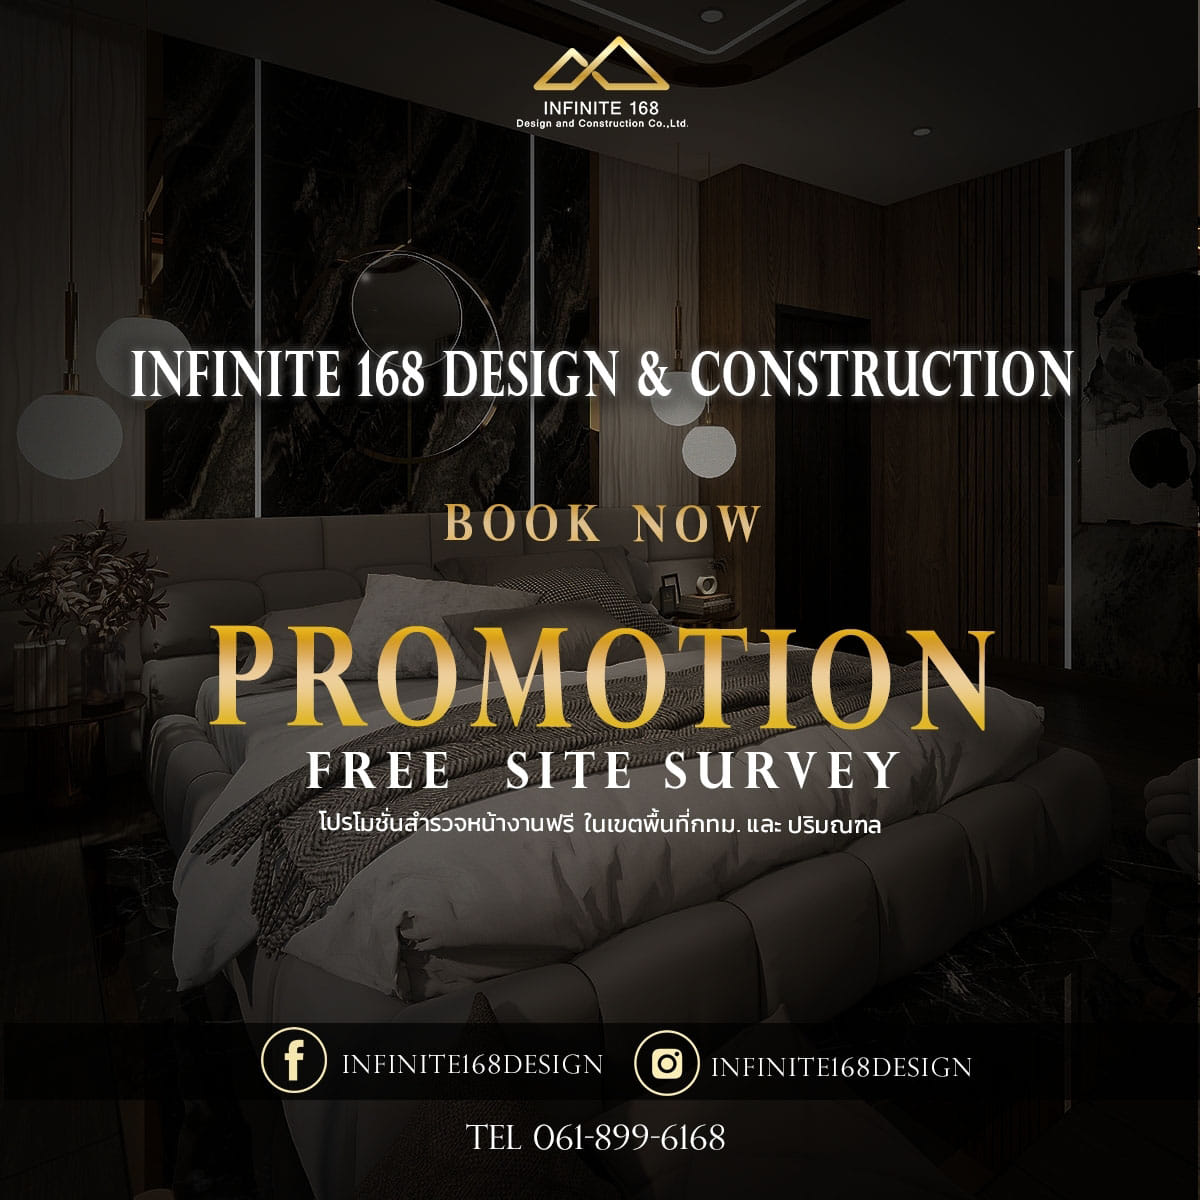 INFINITE 168
Design and Construction Co.,Ltd.
INFINITE 168 DESIGN & CONSTRUCTION
BOOK NOW
PROMOTION
FREE SITE SURVEY
โปรโมชั่นสำรวจหน้างานฟรี ในเขตพื้นที่กทม. และ ปริมณฑล
INFINITE168DESIGN INFINITE168DESIGN
TEL 061-899-6168